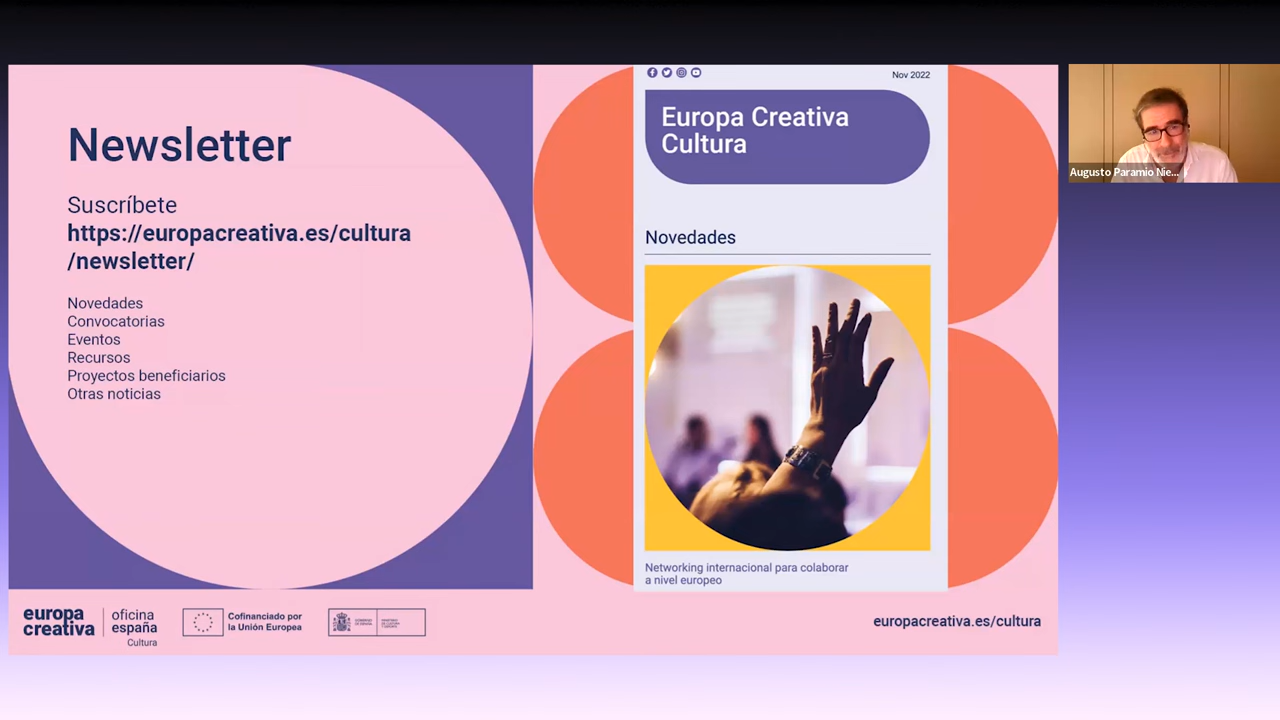 Newsletter
Suscríbete
https://europacreativa.es/cultura
/newsletter/
Novedades
Convocatorias
Eventos
Recursos
Proyectos beneficiarios
Otras noticias
Nov 2022
Europa Creativa
Cultura
Novedades
Networking internacional para colaborar
a nivel europeo
Augusto Paramio Nie...
europa
creativa
oficina
españa
Cultura
Cofinanciado por
la Unión Europea
europacreativa.es/cultura